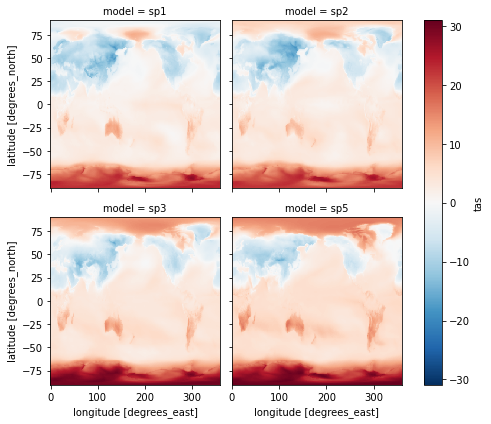 model = sp1
model = sp2
latitude [degrees_north]
75
50
25
0
−25
−50
−75
model = sp3
model = sp5
latitude [degrees_north]
75
50
25
0
−25
−50
−75
0 100 200 300
longitude [degrees_east]
0 100 200 300
longitude [degrees_east]
30
20
10
0
−10
−20
−30
tas